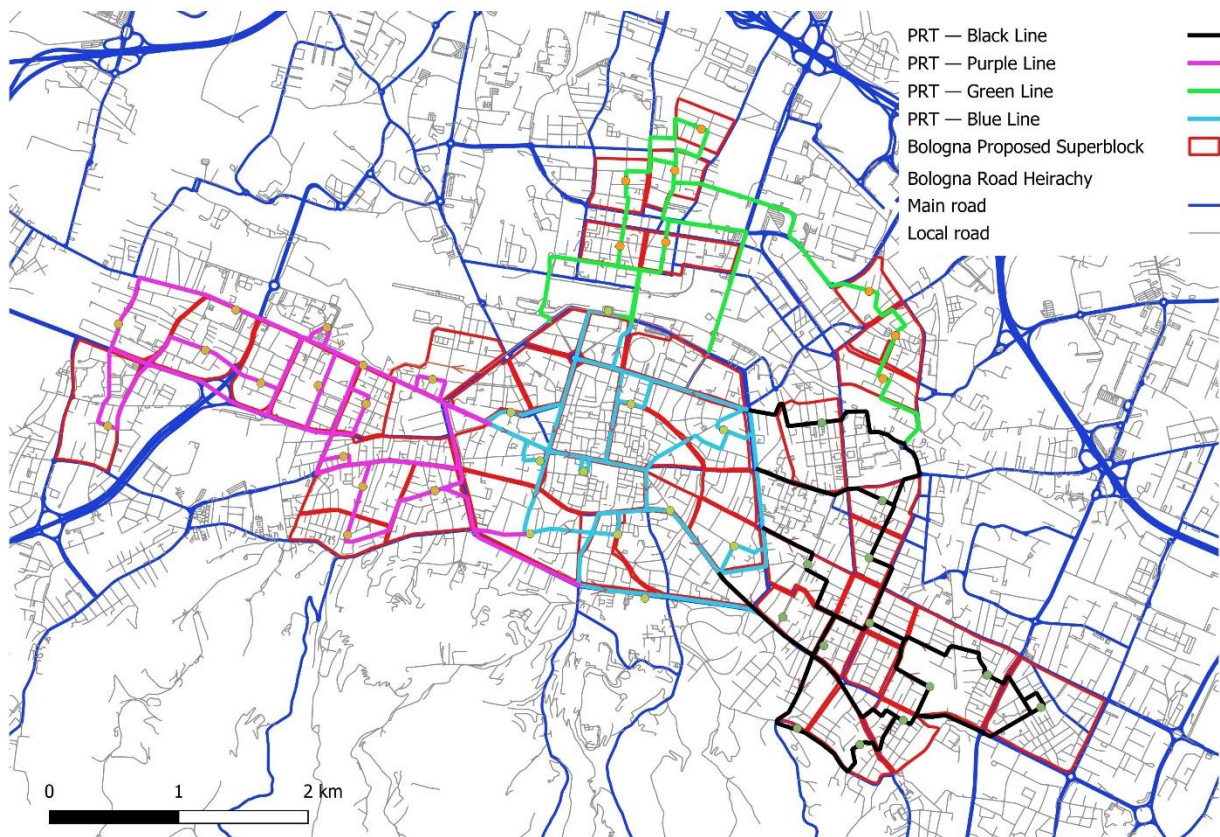 PRT — Black Line
PRT — Purple Line
PRT — Green Line
PRT — Blue Line
Bologna Proposed Superblock
Bologna Road Heirachy
Main road
Local road
0 1 2 km